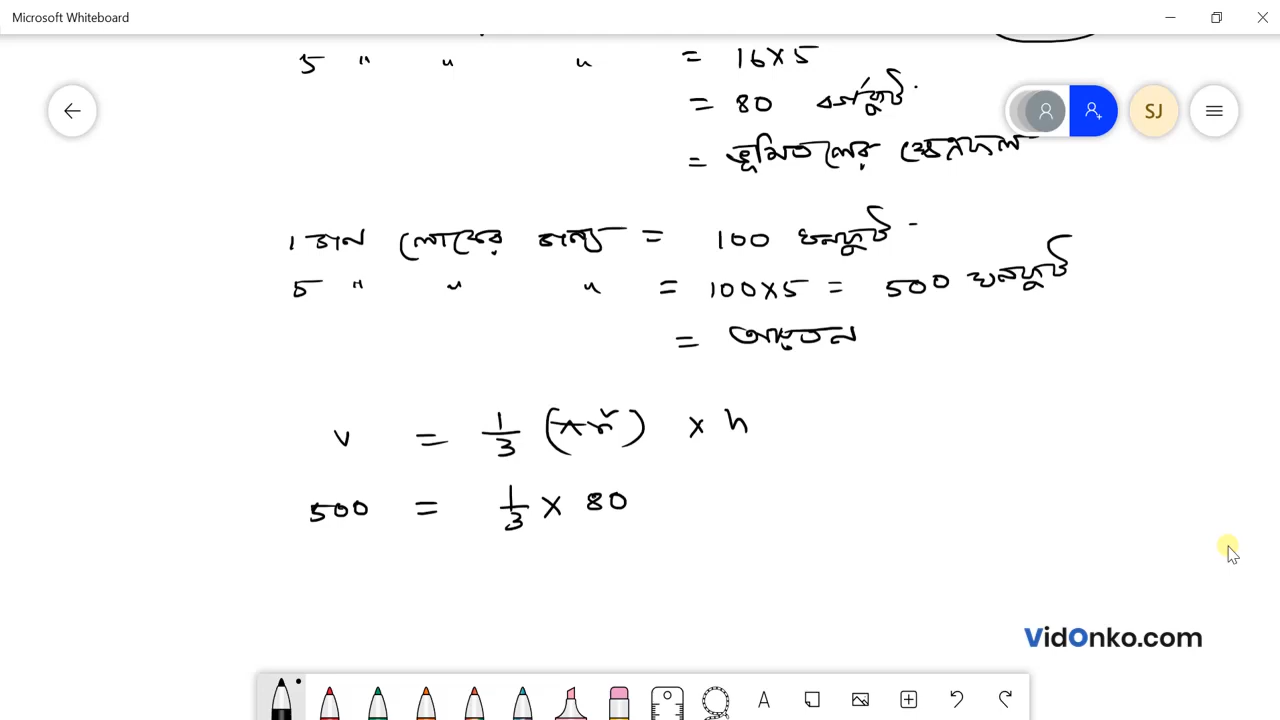 Microsoft Whiteboard
5 " " " = 16×5
= 80 বর্গফুট
= ভূমিতলের ক্ষেত্রফল
SJ
1 জন লোকের জন্য = 100 ঘনফুট
5 " " " = 100×5 = 500 ঘনফুট
= আয়তন
v = 1/3 (πr²) × h
500 = 1/3 × 80
VidOnko.com
A